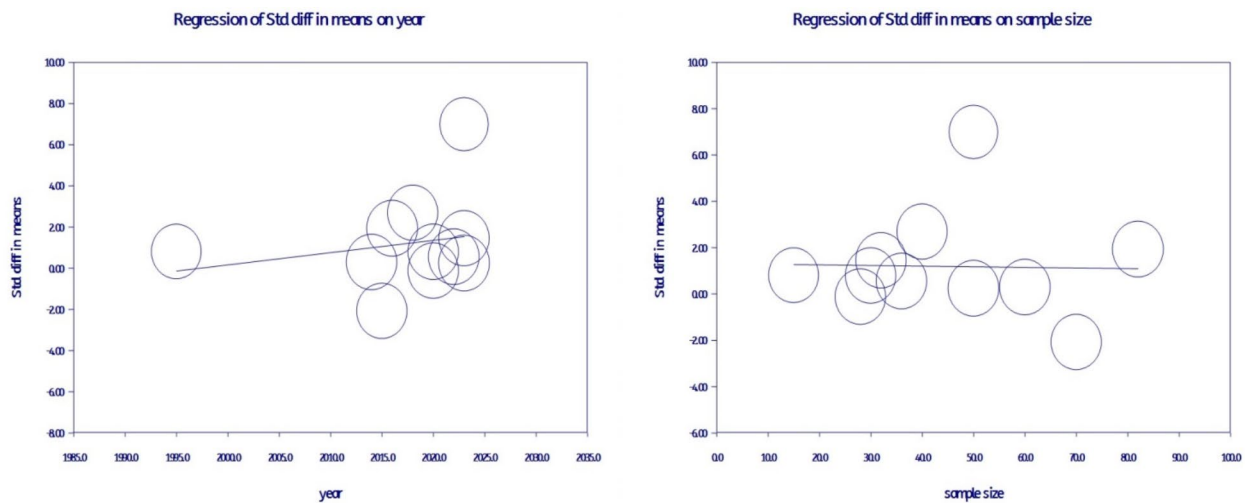 Regression of Std diff in means on year
10.00
8.00
6.00
4.00
2.00
0.00
-2.00
-4.00
-6.00
-8.00
Std diff in means
1985.0 1990.0 1995.0 2000.0 2005.0 2010.0 2015.0 2020.0 2025.0 2030.0 2035.0
year
Regression of Std diff in means on sample size
10.00
8.00
6.00
4.00
2.00
0.00
-2.00
-4.00
-6.00
Std diff in means
0.0 10.0 20.0 30.0 40.0 50.0 60.0 70.0 80.0 90.0 100.0
sample size